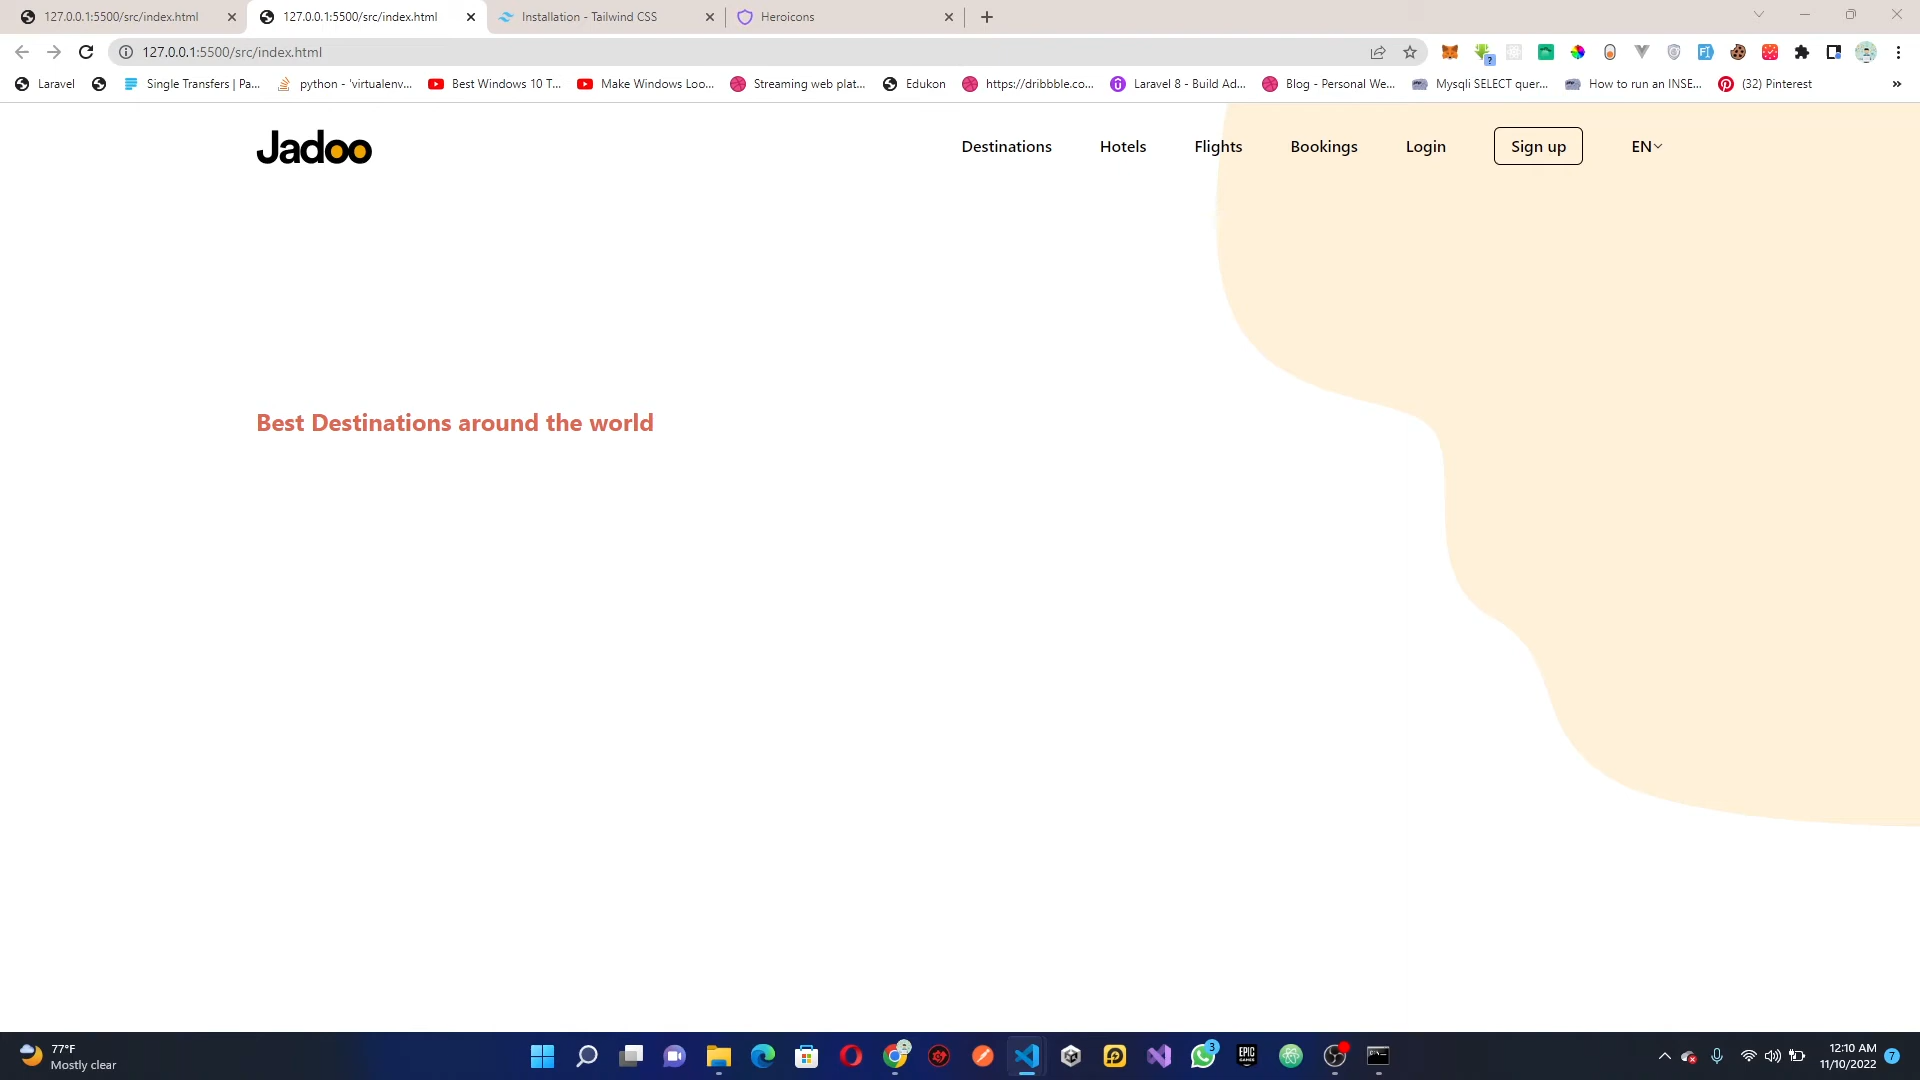 127.0.0.1:5500/src/index.html
127.0.0.1:5500/src/index.html
Installation - Tailwind CSS
Heroicons
127.0.0.1:5500/src/index.html
Laravel
Single Transfers | Pa...
python - 'virtualenv...
Best Windows 10 T...
Make Windows Loo...
Streaming web plat...
Edukon
https://dribbble.co...
Laravel 8 - Build Ad...
Blog - Personal We...
Mysqli SELECT quer...
How to run an INSE...
(32) Pinterest
Jadoo
Destinations
Hotels
Flights
Bookings
Login
Sign up
EN
Best Destinations around the world
77°F
Mostly clear
3
EPIC GAMES
12:10 AM
11/10/2022
7